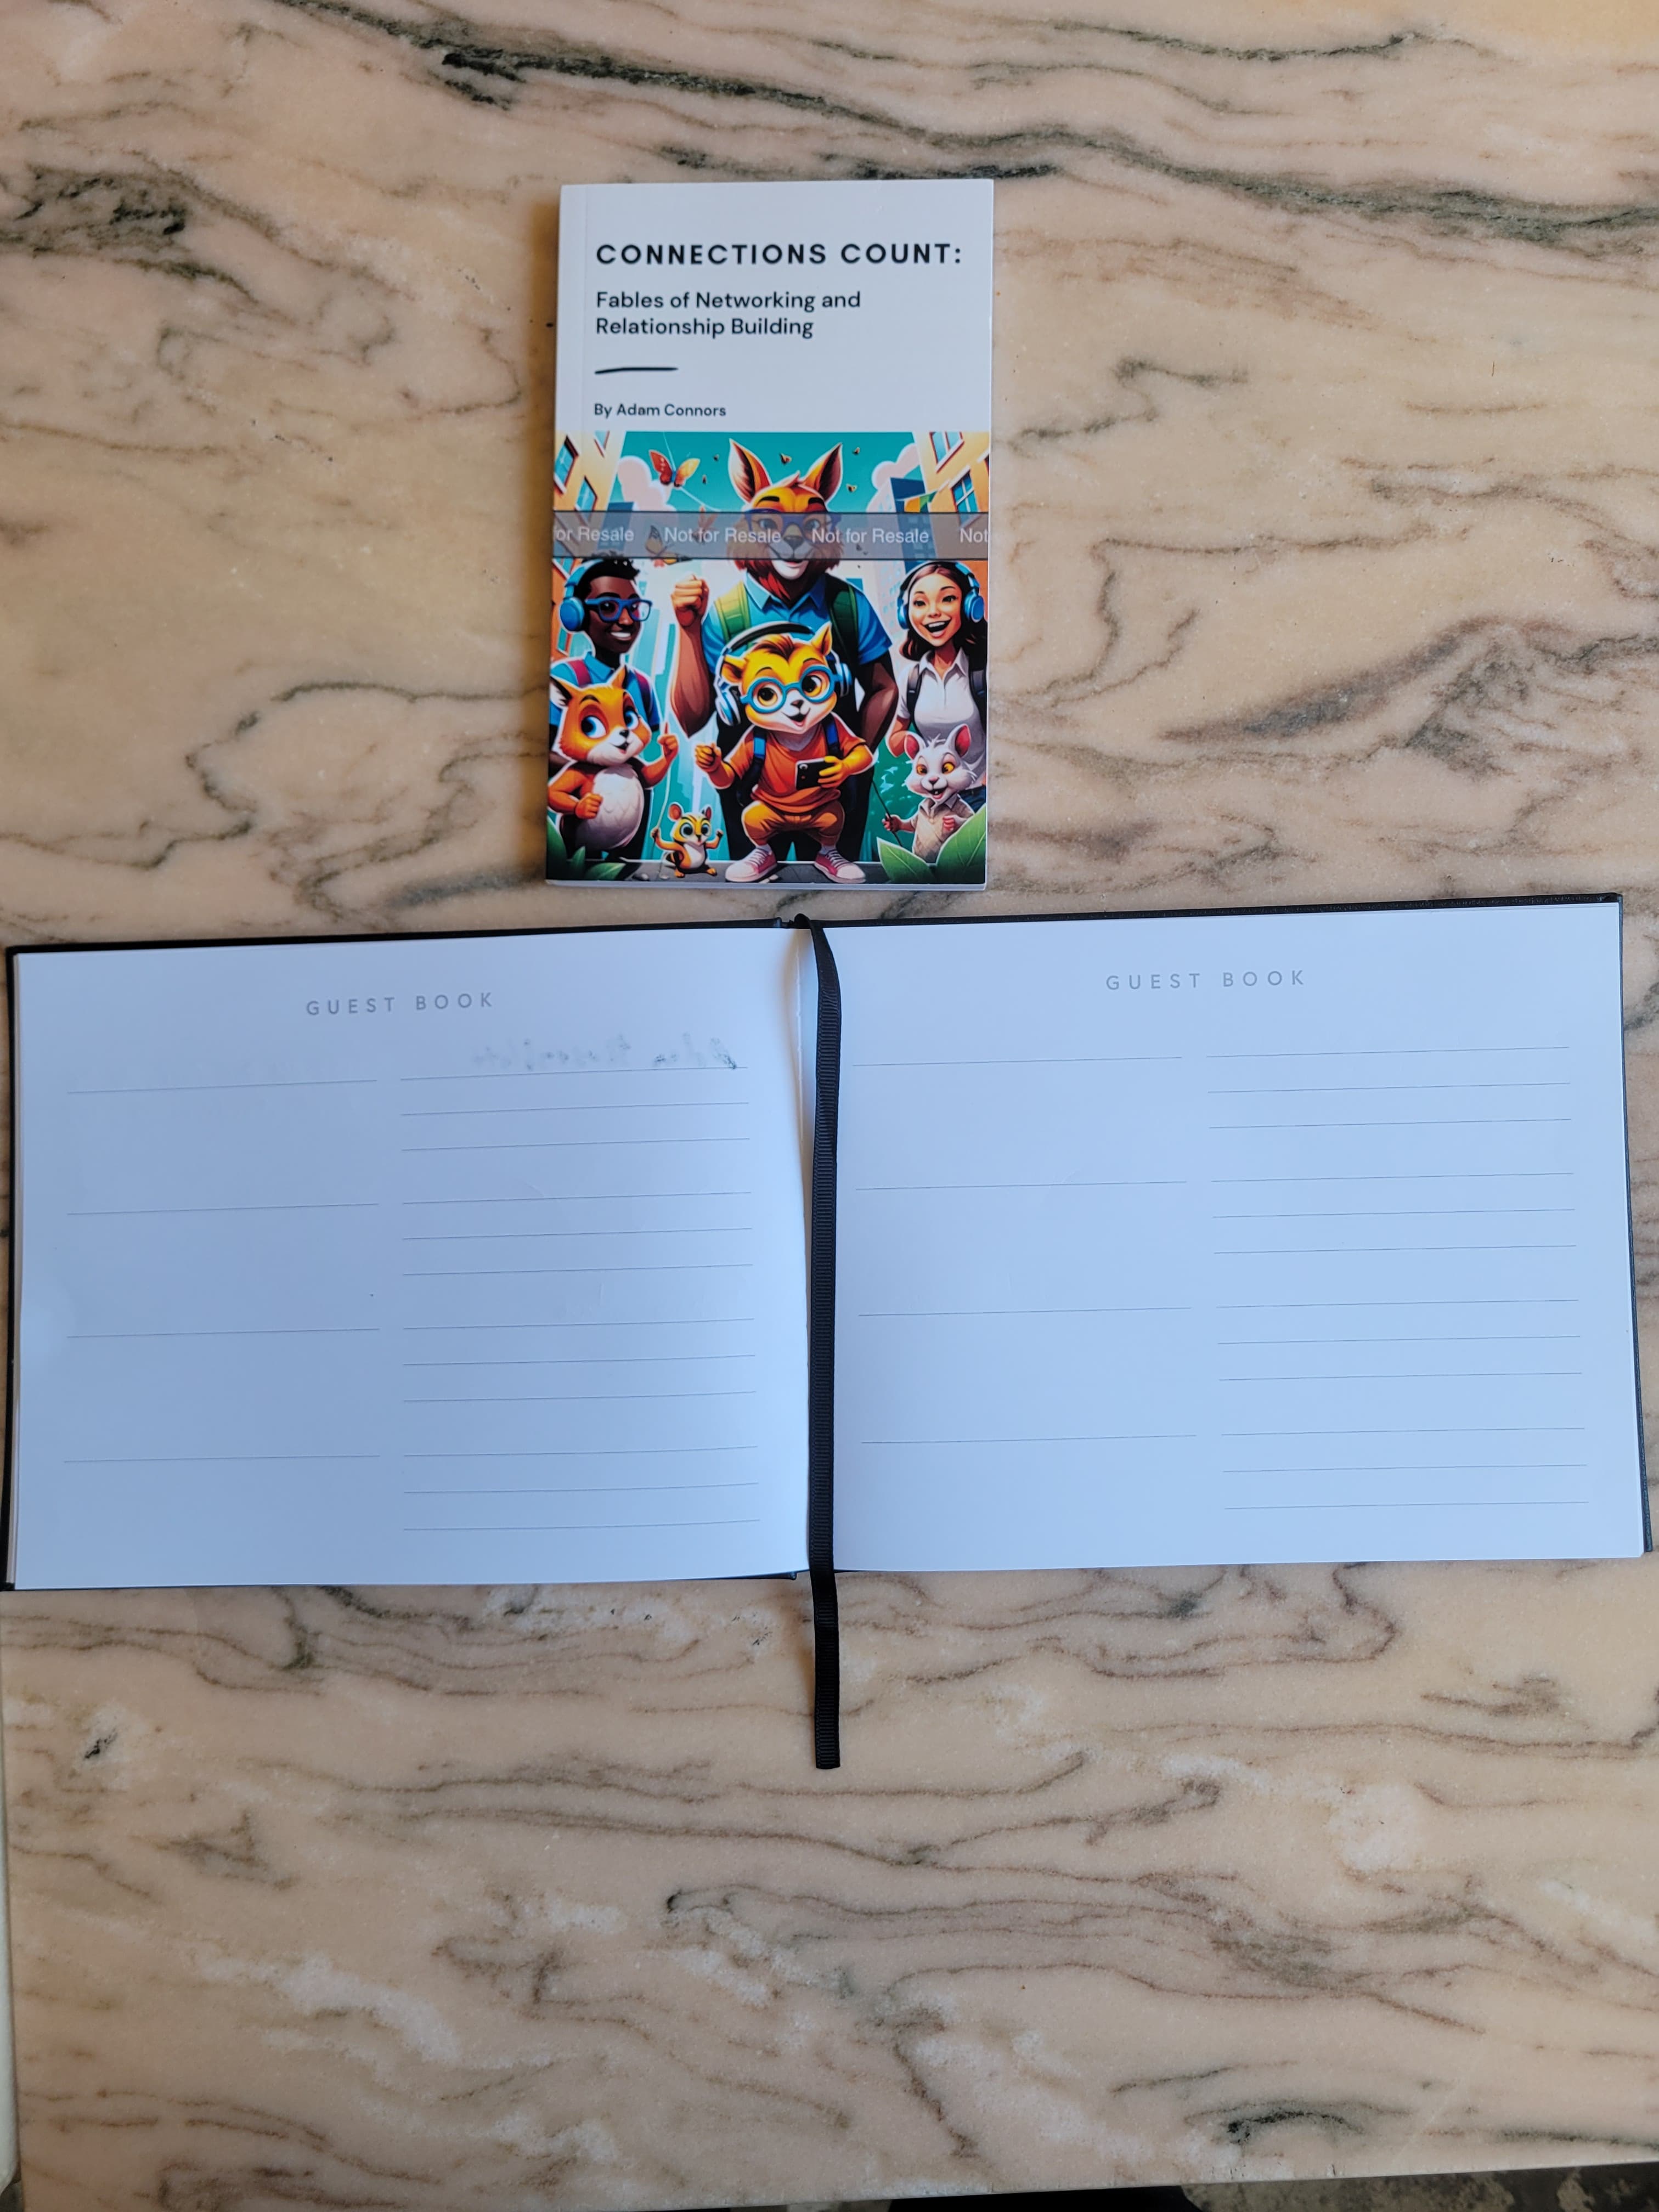 CONNECTIONS COUNT:
Fables of Networking and
Relationship Building
By Adam Connors
or Resale Not for Resale Not for Resale Not
GUEST BOOK
GUEST BOOK